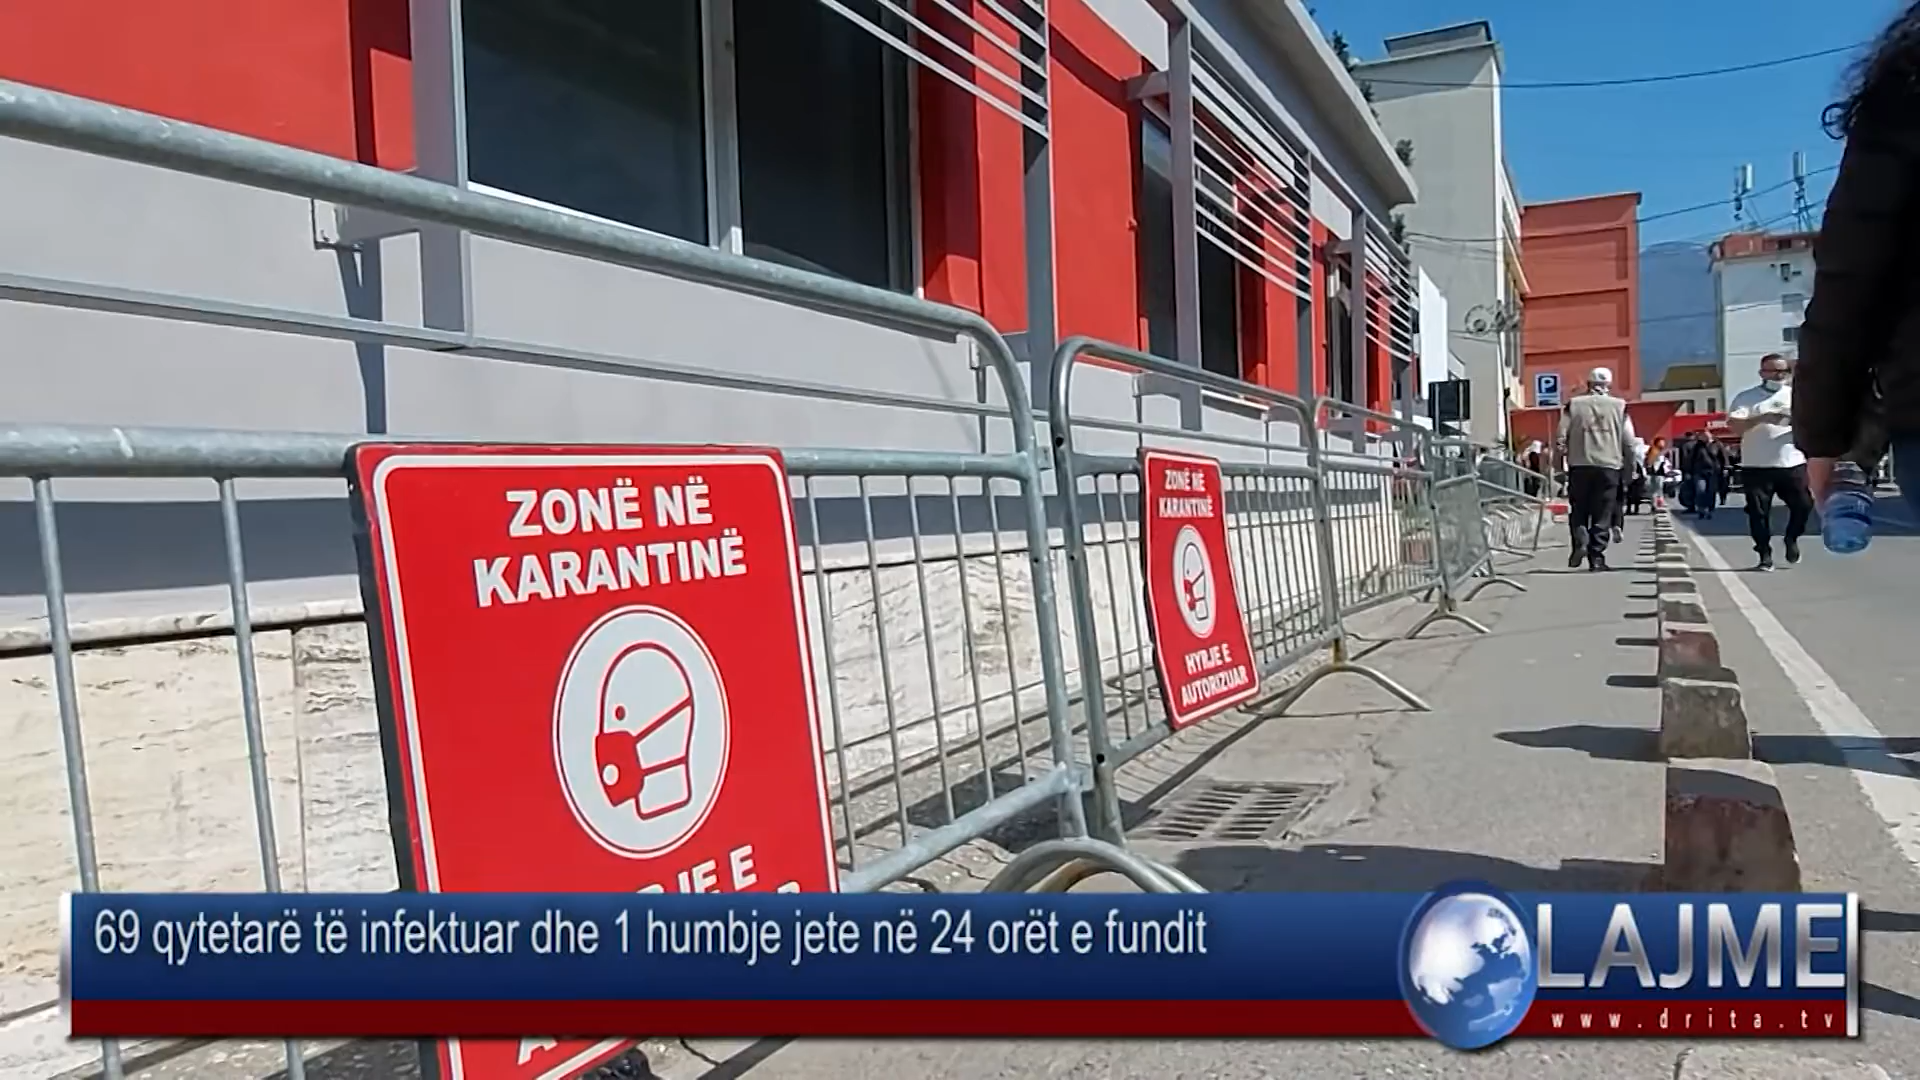 ZONË NË
KARANTINË
ZONË NË
KARANTINË
HYRJE E
AUTORIZUAR
P
69 qytetarë të infektuar dhe 1 humbje jete në 24 orët e fundit
LAJME
www.drita.tv